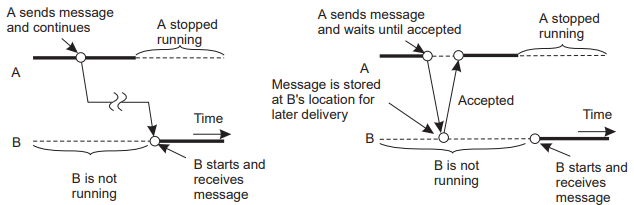 A sends message
and continues
A stopped
running
A
Time
B
B is not
running
B starts and
receives
message
A sends message
and waits until accepted
A stopped
running
A
Message is stored
at B's location for
later delivery
Accepted
Time
B
B is not
running
B starts and
receives
message